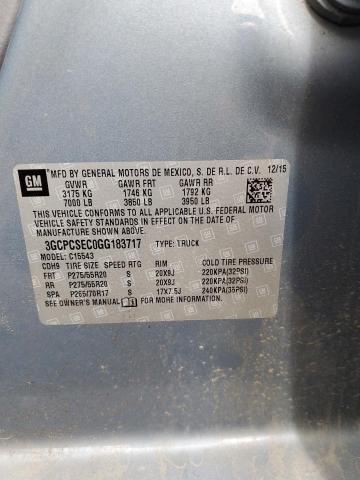 GM
MFD BY GENERAL MOTORS DE MEXICO, S. DE R.L. DE C.V. 12/15
GVWR GAWR FRT GAWR RR
3175 KG 1746 KG 1792 KG
7000 LB 3850 LB 3950 LB
THIS VEHICLE CONFORMS TO ALL APPLICABLE U.S. FEDERAL MOTOR
VEHICLE SAFETY STANDARDS IN EFFECT ON THE DATE OF
MANUFACTURE SHOWN ABOVE.
3GCPCSEC0GG183717 TYPE: TRUCK
MODEL: C15543
CDH9 TIRE SIZE SPEED RTG RIM COLD TIRE PRESSURE
FRT P275/55R20 S 20X9J 220KPA(32PSI)
RR P275/55R20 S 20X9J 220KPA(32PSI)
SPA P265/70R17 S 17X7.5J 240KPA(35PSI)
SEE OWNER'S MANUAL FOR MORE INFORMATION.